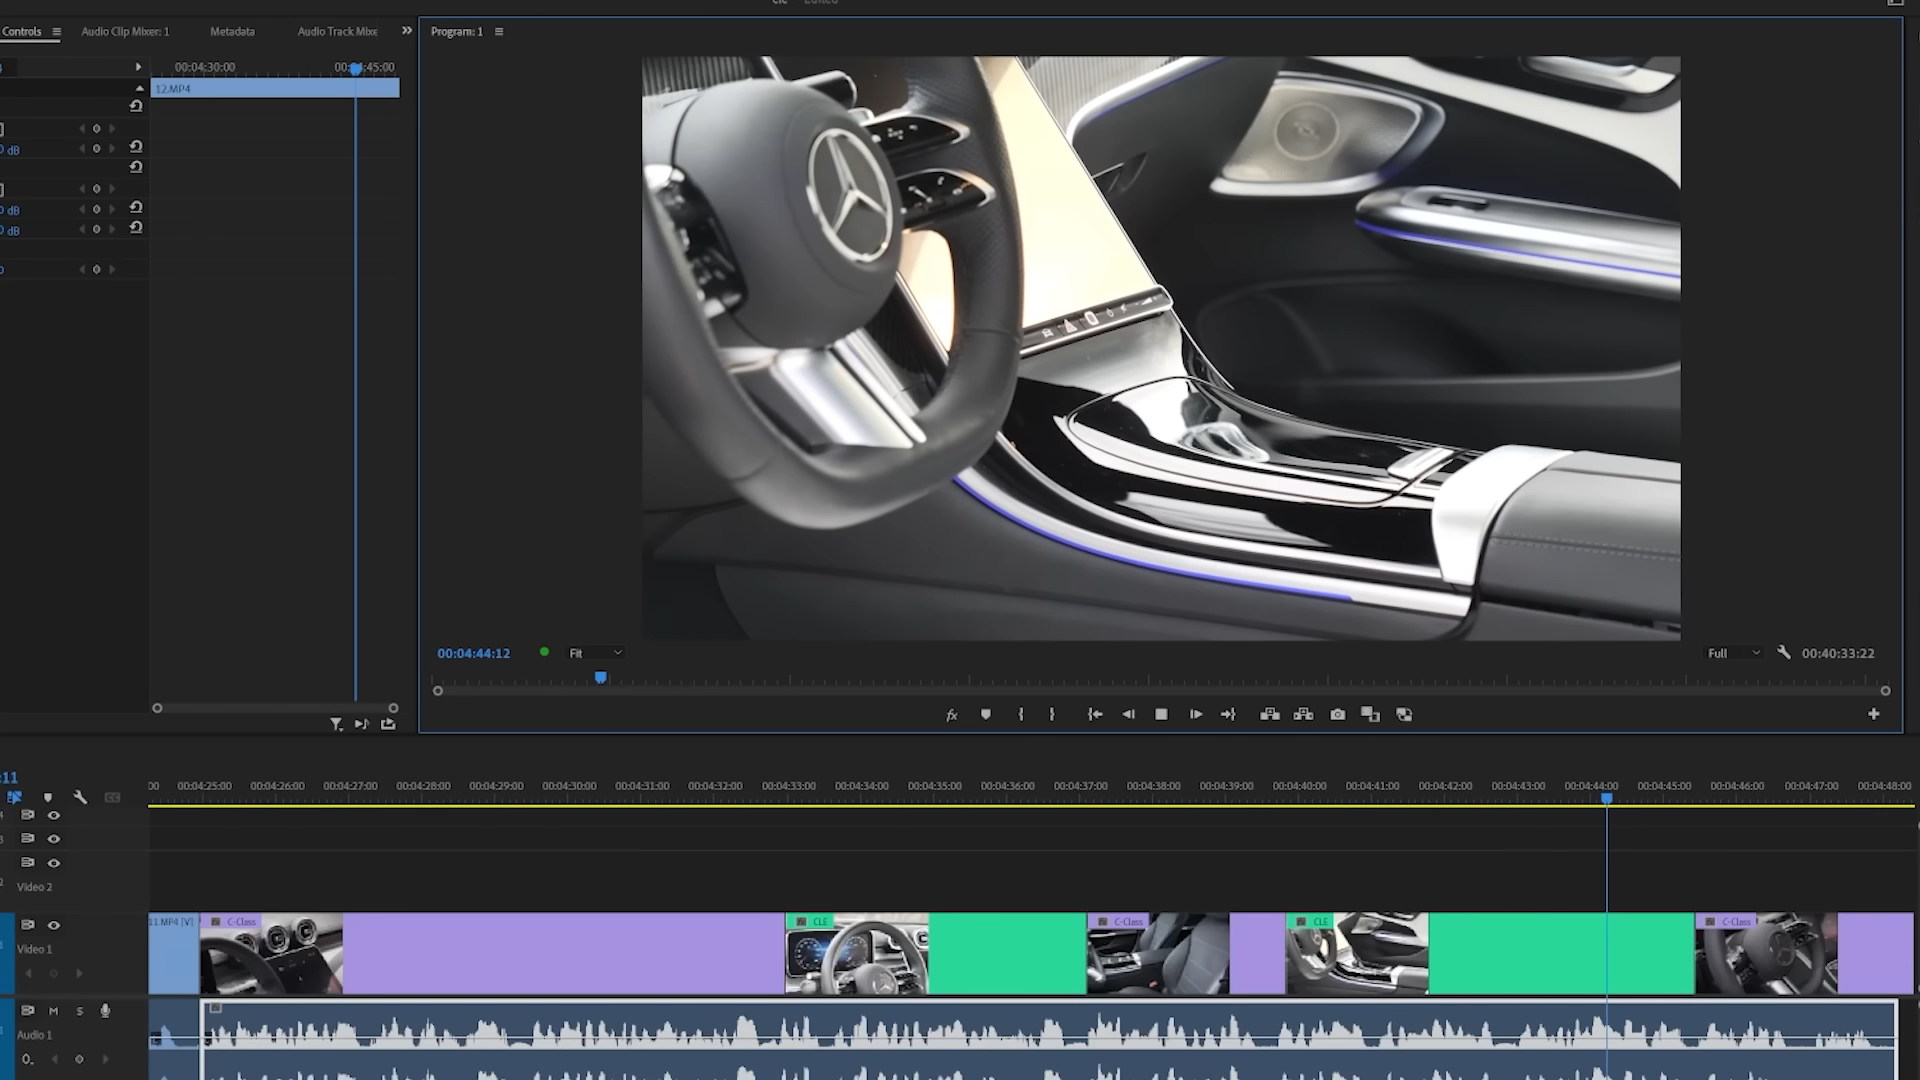 Controls
Audio Clip Mixer: 1
Metadata
Audio Track Mixe
Program: 1
00:04:30:00
12.MP4
dB
dB
dB
00:04:44:12
Fit
Full
00:40:33:22
fx
:11
00:04:25:00
00:04:26:00
00:04:27:00
00:04:28:00
00:04:29:00
00:04:30:00
00:04:31:00
00:04:32:00
00:04:33:00
00:04:34:00
00:04:35:00
00:04:36:00
00:04:37:00
00:04:38:00
00:04:39:00
00:04:40:00
00:04:41:00
00:04:42:00
00:04:43:00
00:04:44:00
00:04:45:00
00:04:46:00
00:04:47:00
00:04:48:00
Video 2
11.MP4 [V]
C-Class
CLE
C-Class
CLE
C-Class
Video 1
M
S
Audio 1